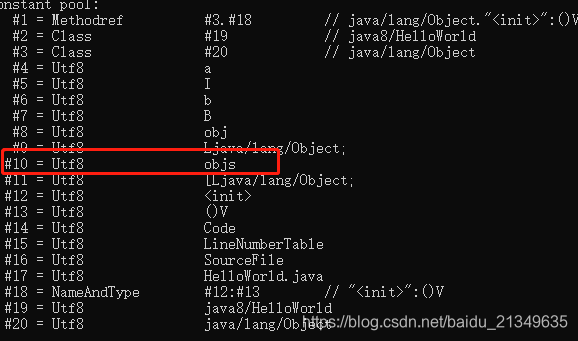 onstant pool:
#1 = Methodref #3.#18 // java/lang/Object."<init>":()V
#2 = Class #19 // java8/HelloWorld
#3 = Class #20 // java/lang/Object
#4 = Utf8 a
#5 = Utf8 I
#6 = Utf8 b
#7 = Utf8 B
#8 = Utf8 obj
#9 = Utf8 Ljava/lang/Object;
#10 = Utf8 objs
#11 = Utf8 [Ljava/lang/Object;
#12 = Utf8 <init>
#13 = Utf8 ()V
#14 = Utf8 Code
#15 = Utf8 LineNumberTable
#16 = Utf8 SourceFile
#17 = Utf8 HelloWorld.java
#18 = NameAndType #12:#13 // "<init>":()V
#19 = Utf8 java8/HelloWorld
#20 = Utf8 java/lang/Object
https://blog.csdn.net/baidu_21349635